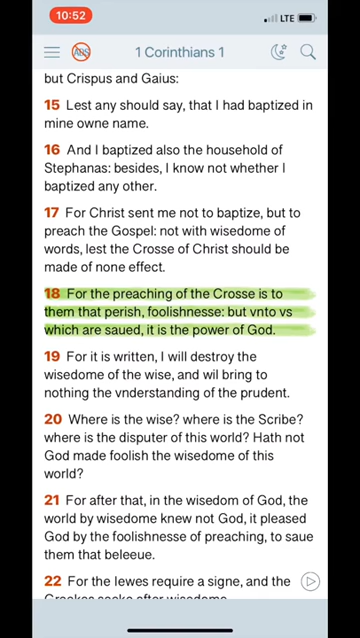 10:52
LTE
ABS
1 Corinthians 1
but Crispus and Gaius:
15 Lest any should say, that I had baptized in
mine owne name.
16 And I baptized also the household of
Stephanas: besides, I know not whether I
baptized any other.
17 For Christ sent me not to baptize, but to
preach the Gospel: not with wisedome of
words, lest the Crosse of Christ should be
made of none effect.
18 For the preaching of the Crosse is to
them that perish, foolishnesse: but vnto vs
which are saued, it is the power of God.
19 For it is written, I will destroy the
wisedome of the wise, and wil bring to
nothing the vnderstanding of the prudent.
20 Where is the wise? where is the Scribe?
where is the disputer of this world? Hath not
God made foolish the wisedome of this
world?
21 For after that, in the wisedom of God, the
world by wisedome knew not God, it pleased
God by the foolishnesse of preaching, to saue
them that beleeue.
22 For the Iewes require a signe, and the
Greekes seeke after wisedome.